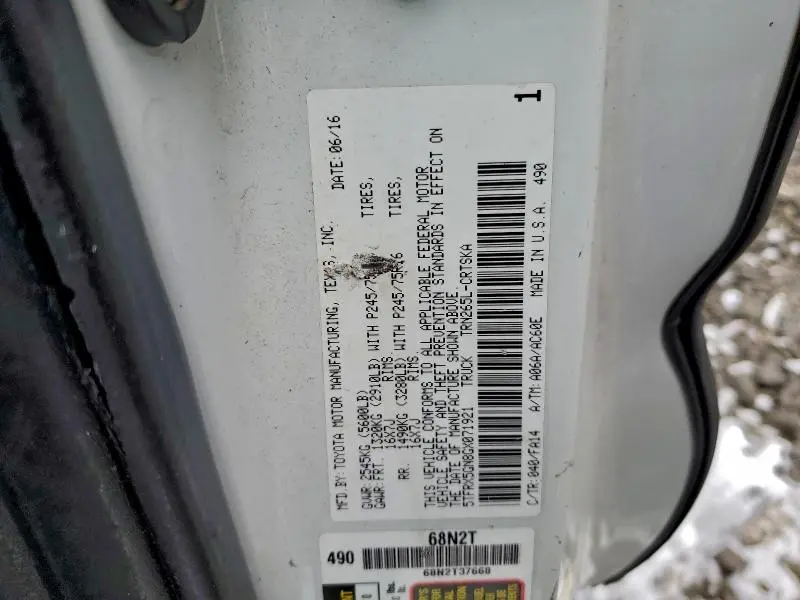 MFD.BY: TOYOTA MOTOR MANUFACTURING, TEXAS, INC. DATE: 06/16
GVWR: 2545KG (5600LB)
GAWR: FRT. 1320KG (2910LB) WITH P245/75R16 TIRES,
16X7J RIMS,
RR. 1490KG (3280LB) WITH P245/75R16 TIRES,
16X7J RIMS.
THIS VEHICLE CONFORMS TO ALL APPLICABLE FEDERAL MOTOR
VEHICLE SAFETY AND THEFT PREVENTION STANDARDS IN EFFECT ON
THE DATE OF MANUFACTURE SHOWN ABOVE.
5TFRX5GN8GX071921 TRUCK TRN265L-CRTSKA
1
C/TR: 040/FA14 A/TM: A06A/AC60E MADE IN U.S.A. 490
68N2T
490
68N2T37660